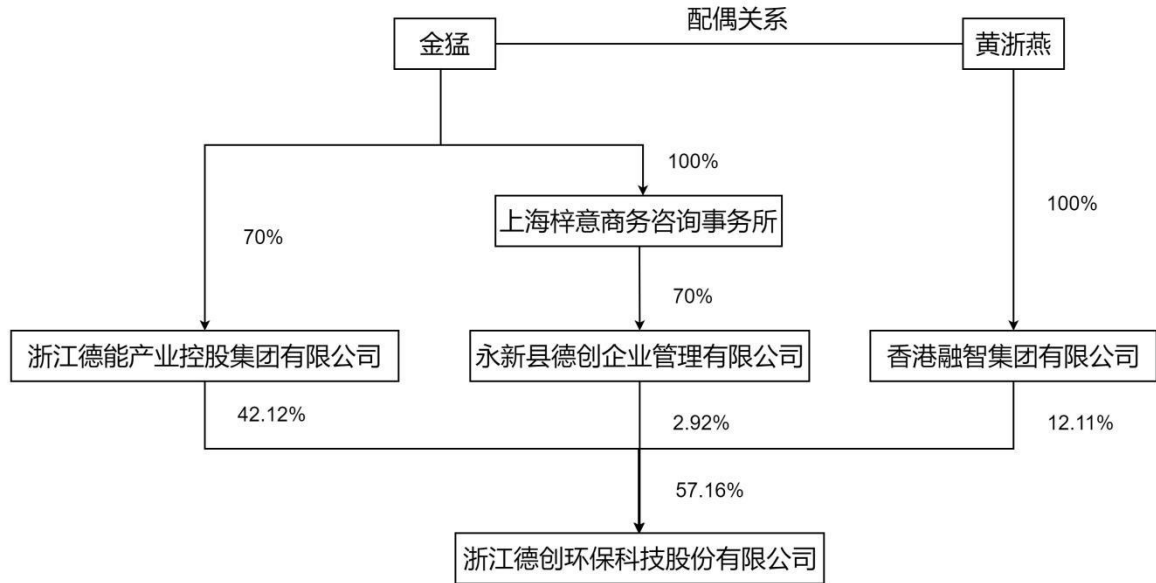 配偶关系
金猛
黄浙燕
100%
上海梓意商务咨询事务所
100%
70%
70%
浙江德能产业控股集团有限公司
永新县德创企业管理有限公司
香港融智集团有限公司
42.12%
2.92%
12.11%
57.16%
浙江德创环保科技股份有限公司